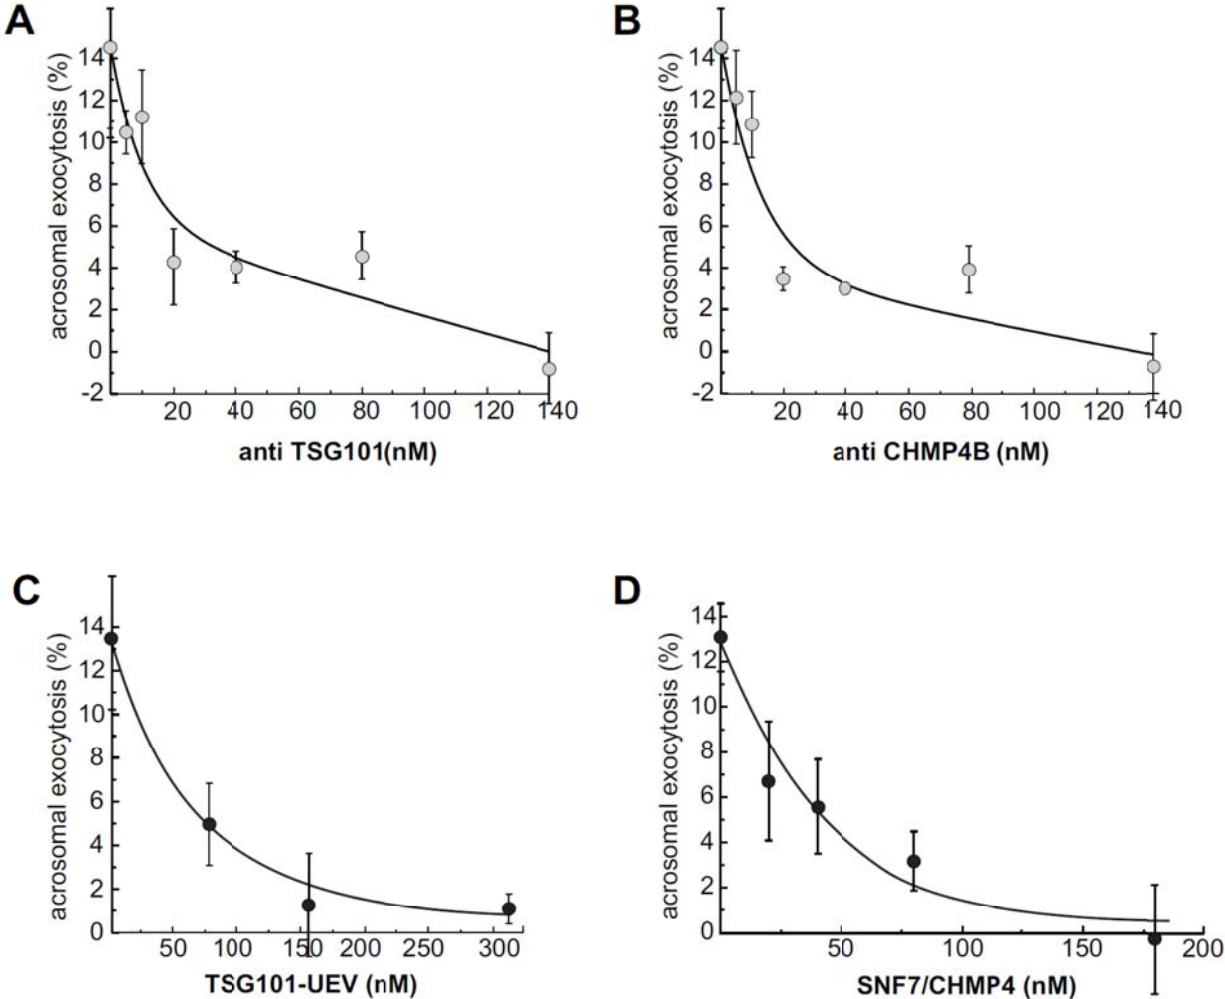 A
B
acrosomal exocytosis (%)
14
12
10
8
6
4
2
0
-2
20 40 60 80 100 120 140
anti TSG101(nM)
acrosomal exocytosis (%)
14
12
10
8
6
4
2
0
-2
20 40 60 80 100 120 140
anti CHMP4B (nM)
C
D
acrosomal exocytosis (%)
14
12
10
8
6
4
2
0
50 100 150 200 250 300
TSG101-UEV (nM)
acrosomal exocytosis (%)
14
12
10
8
6
4
2
0
50 100 150 200
SNF7/CHMP4 (nM)